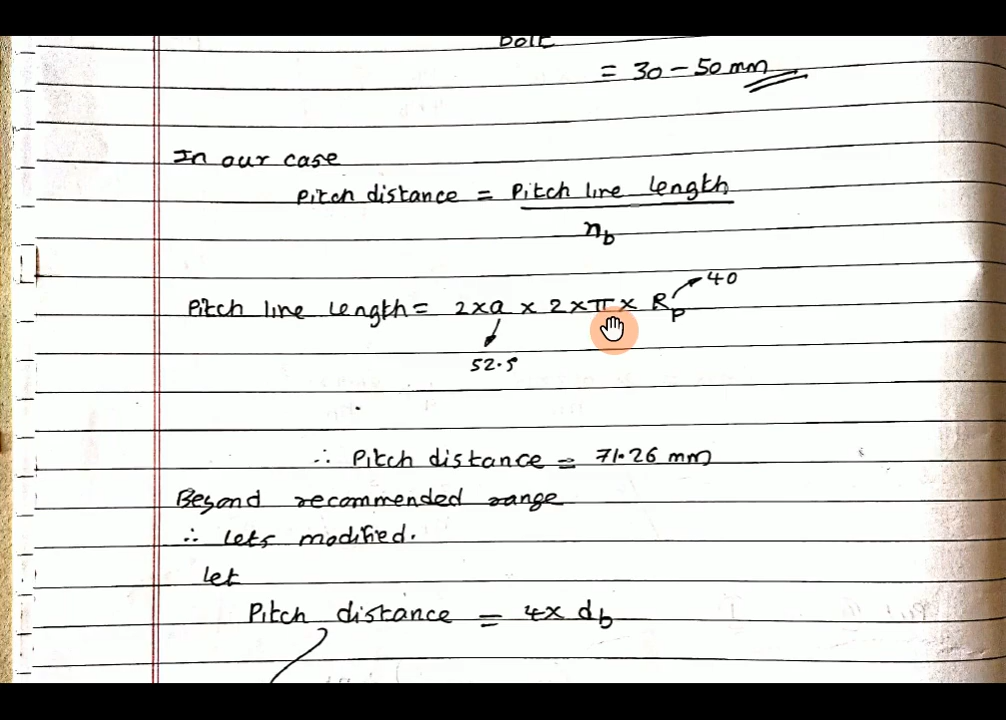 bolt
= 30 - 50 mm
In our case
Pitch distance = Pitch line length
n_b
40
Pitch line length = 2 x a x 2 x π x R_p
52.5
∴ Pitch distance = 71.26 mm
Beyond recommended range
∴ Lets modified.
let
Pitch distance = 4 x d_b